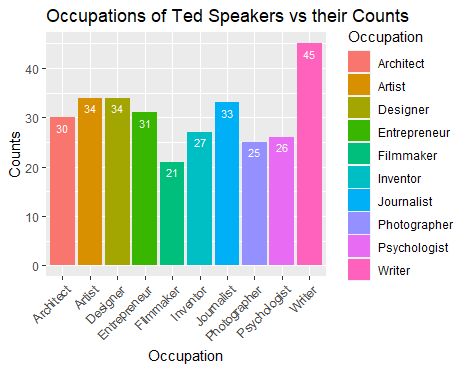 Occupations of Ted Speakers vs their Counts
Counts
40
30
20
10
0
30
34
34
31
21
27
33
25
26
45
Architect
Artist
Designer
Entrepreneur
Filmmaker
Inventor
Journalist
Photographer
Psychologist
Writer
Occupation
Occupation
Architect
Artist
Designer
Entrepreneur
Filmmaker
Inventor
Journalist
Photographer
Psychologist
Writer